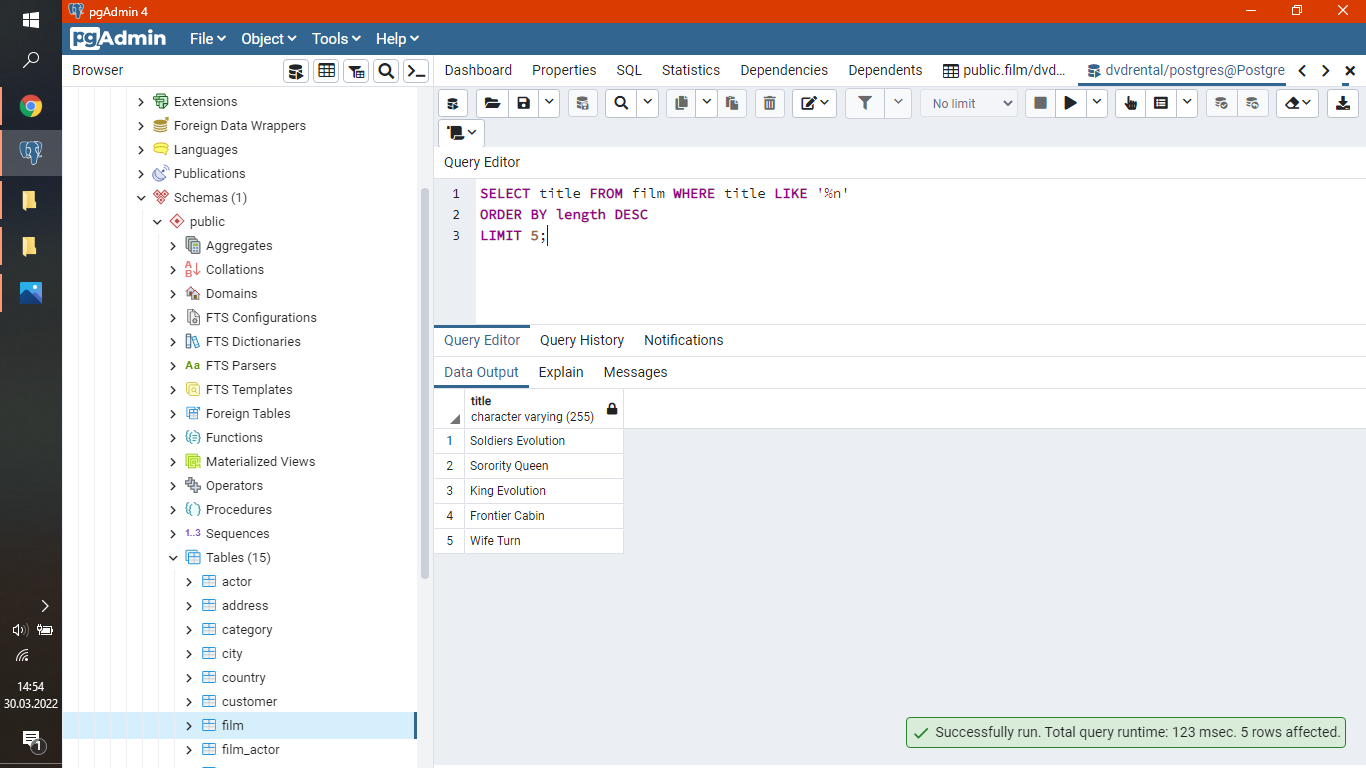 pgAdmin 4
pgAdmin File Object Tools Help
Browser
Dashboard Properties SQL Statistics Dependencies Dependents public.film/dvd... dvdrental/postgres@Postgre
No limit
Extensions
Foreign Data Wrappers
Languages
Publications
Schemas (1)
public
Aggregates
Collations
Domains
FTS Configurations
FTS Dictionaries
Aa FTS Parsers
FTS Templates
Foreign Tables
Functions
Materialized Views
Operators
Procedures
1..3 Sequences
Tables (15)
actor
address
category
city
country
customer
film
film_actor
Query Editor
1 SELECT title FROM film WHERE title LIKE '%n'
2 ORDER BY length DESC
3 LIMIT 5;
Query Editor Query History Notifications
Data Output Explain Messages
title
character varying (255)
1 Soldiers Evolution
2 Sorority Queen
3 King Evolution
4 Frontier Cabin
5 Wife Turn
Successfully run. Total query runtime: 123 msec. 5 rows affected.
14:54
30.03.2022
1